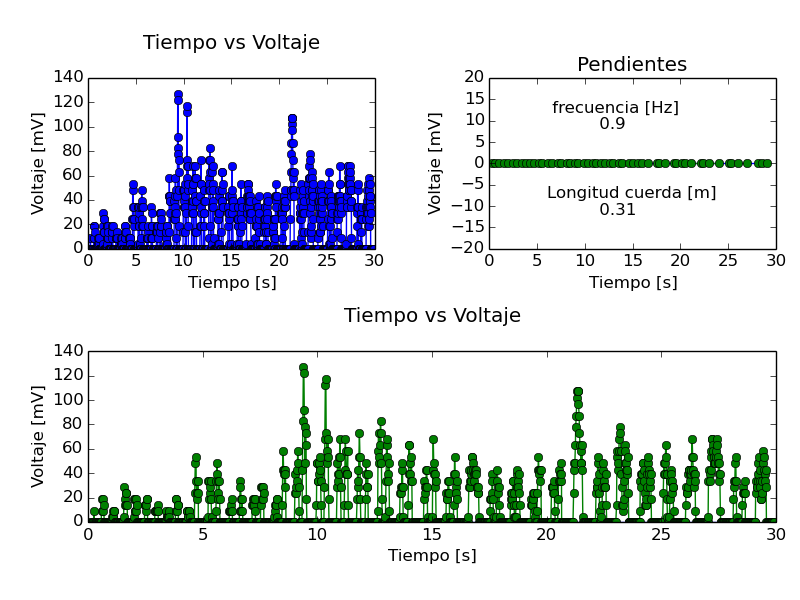 Tiempo vs Voltaje
Voltaje [mV]
140
120
100
80
60
40
20
0
0 5 10 15 20 25 30
Tiempo [s]
Pendientes
Voltaje [mV]
20
15
10
5
0
−5
−10
−15
−20
frecuencia [Hz]
0.9
Longitud cuerda [m]
0.31
0 5 10 15 20 25 30
Tiempo [s]
Tiempo vs Voltaje
Voltaje [mV]
140
120
100
80
60
40
20
0
0 5 10 15 20 25 30
Tiempo [s]